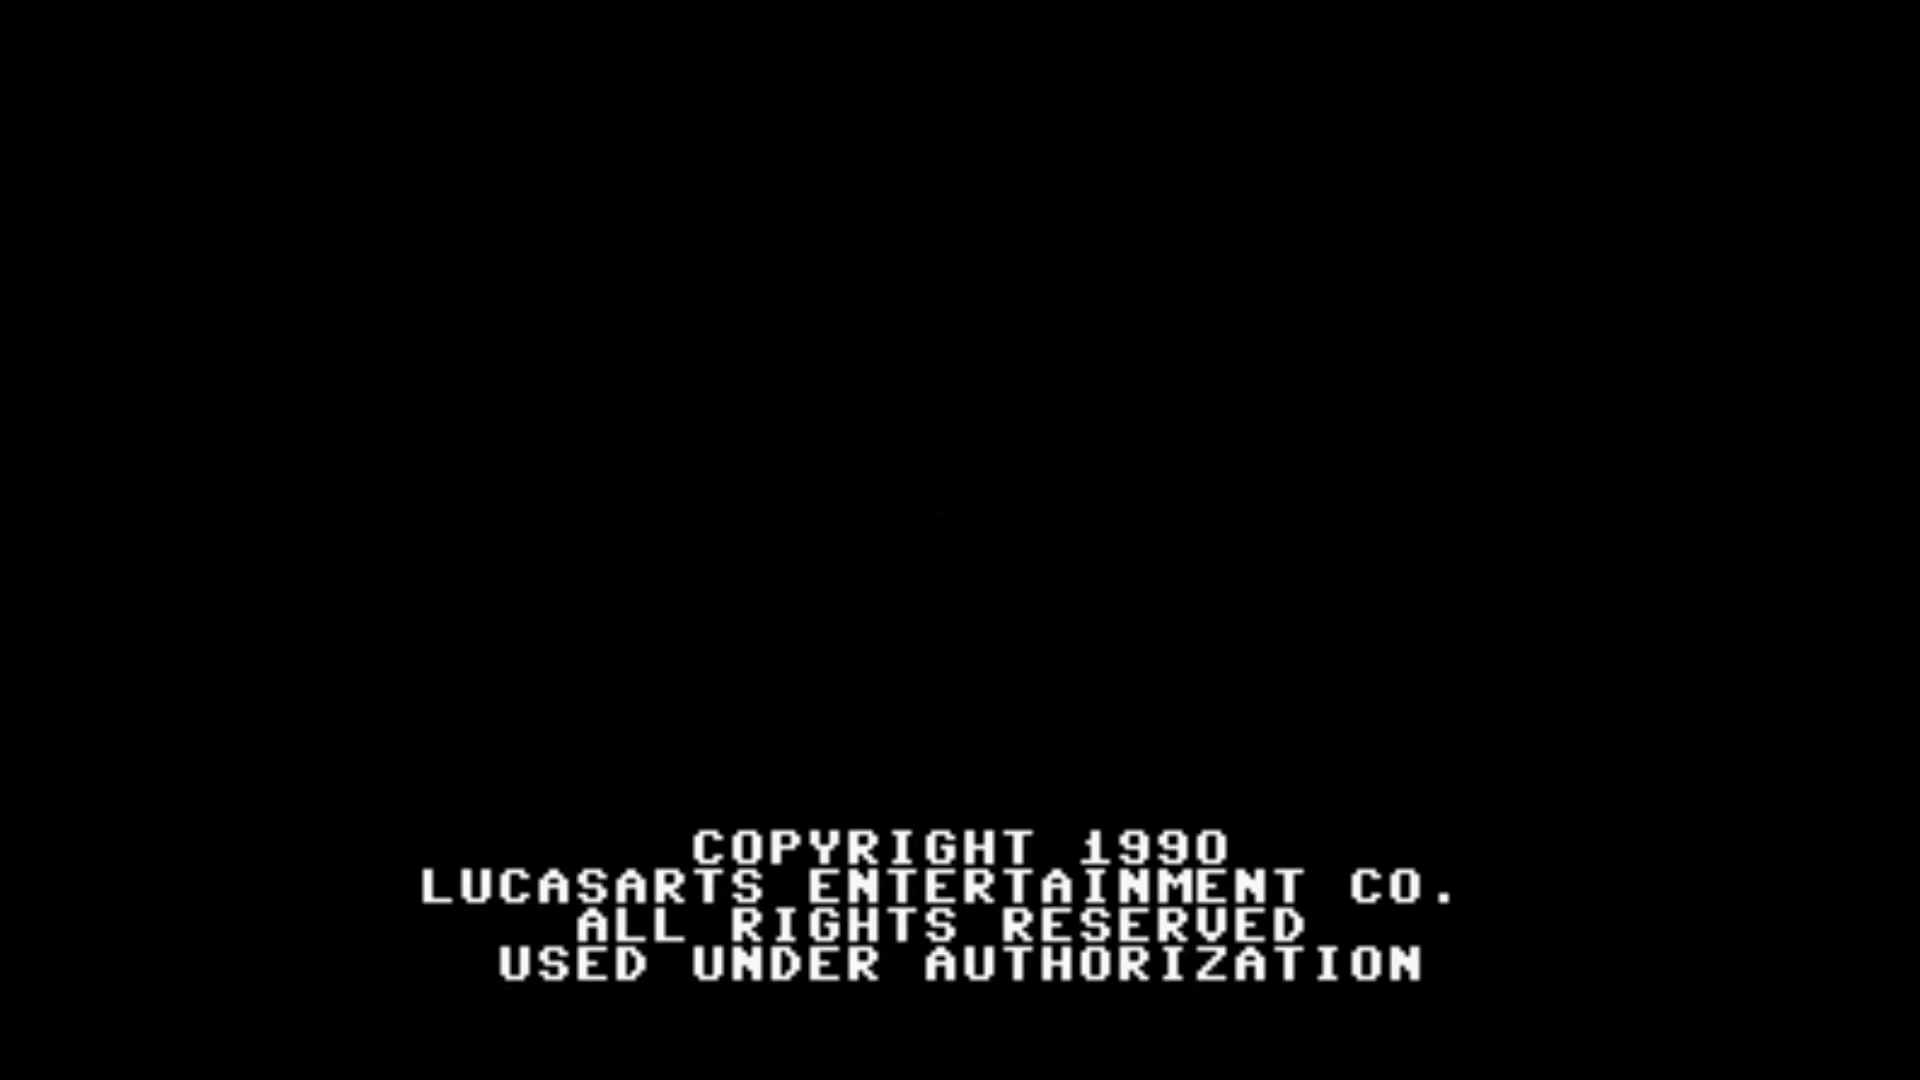 COPYRIGHT 1990
LUCASARTS ENTERTAINMENT CO.
ALL RIGHTS RESERVED
USED UNDER AUTHORIZATION